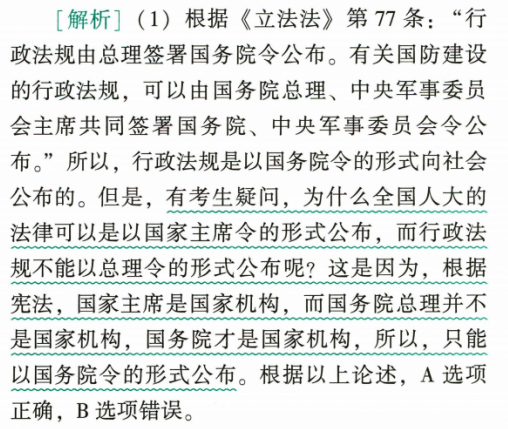 [解析]（1）根据《立法法》第 77 条：“行
政法规由总理签署国务院令公布。有关国防建设
的行政法规，可以由国务院总理、中央军事委员
会主席共同签署国务院、中央军事委员会令公
布。”所以，行政法规是以国务院令的形式向社会
公布的。但是，有考生疑问，为什么全国人大的
法律可以是以国家主席令的形式公布，而行政法
规不能以总理令的形式公布呢？这是因为，根据
宪法，国家主席是国家机构，而国务院总理并不
是国家机构，国务院才是国家机构，所以，只能
以国务院令的形式公布。根据以上论述，A 选项
正确，B 选项错误。